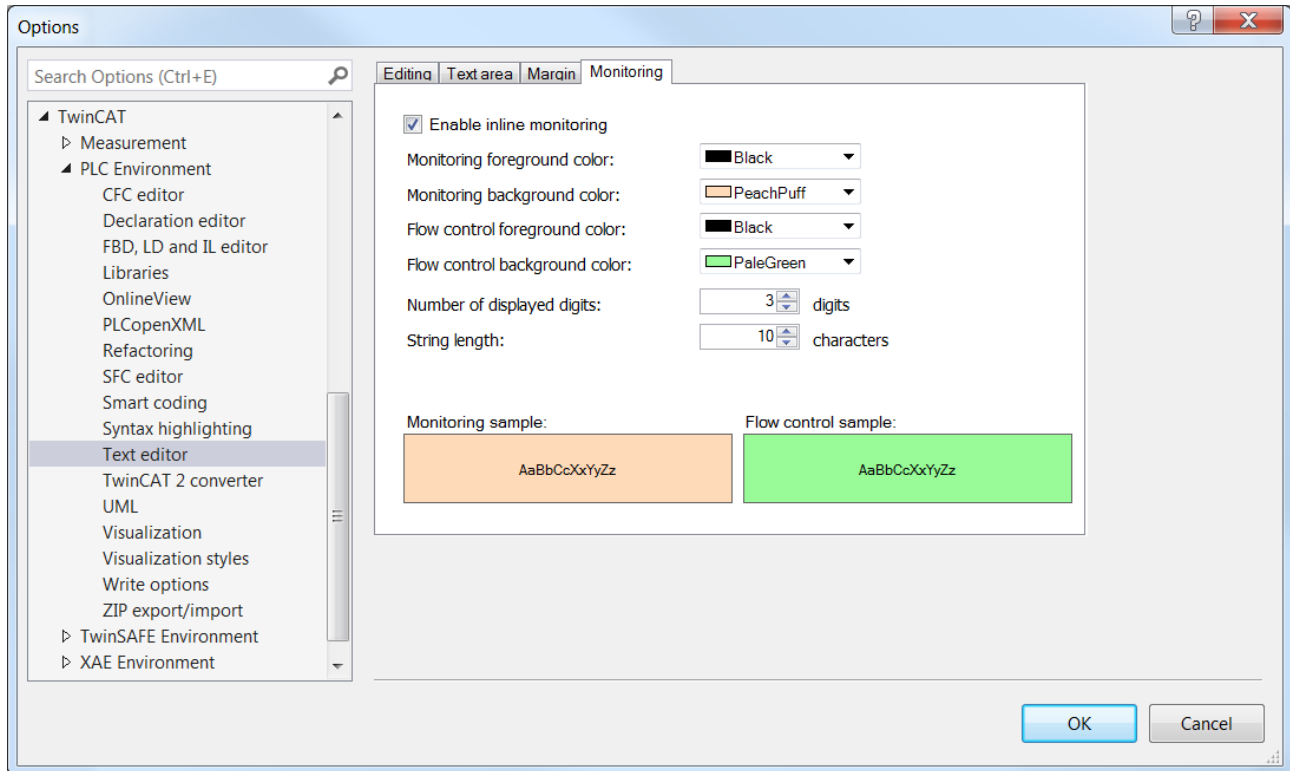 Options
Search Options (Ctrl+E)
TwinCAT
Measurement
PLC Environment
CFC editor
Declaration editor
FBD, LD and IL editor
Libraries
OnlineView
PLCopenXML
Refactoring
SFC editor
Smart coding
Syntax highlighting
Text editor
TwinCAT 2 converter
UML
Visualization
Visualization styles
Write options
ZIP export/import
TwinSAFE Environment
XAE Environment
Editing Text area Margin Monitoring
Enable inline monitoring
Monitoring foreground color: Black
Monitoring background color: PeachPuff
Flow control foreground color: Black
Flow control background color: PaleGreen
Number of displayed digits: 3 digits
String length: 10 characters
Monitoring sample: Flow control sample:
AaBbCcXxYyZz AaBbCcXxYyZz
OK Cancel